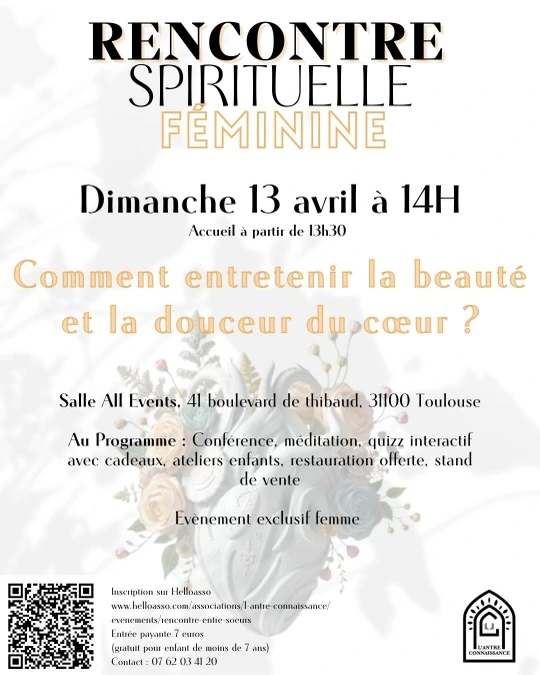 RENCONTRE
SPIRITUELLE
FÉMININE
Dimanche 13 avril à 14H
Accueil à partir de 13h30
Comment entretenir la beauté
et la douceur du cœur ?
Salle All Events, 41 boulevard de thibaud, 31100 Toulouse
Au Programme : Conférence, méditation, quizz interactif
avec cadeaux, ateliers enfants, restauration offerte, stand
de vente
Evènement exclusif femme
Inscription sur Helloasso
www.helloasso.com/associations/l-antre-connaissance/
evenements/rencontre-entre-soeurs
Entrée payante 7 euros
(gratuit pour enfant de moins de 7 ans)
Contact : 07 62 03 41 20
L'ANTRE
CONNAISSANCE